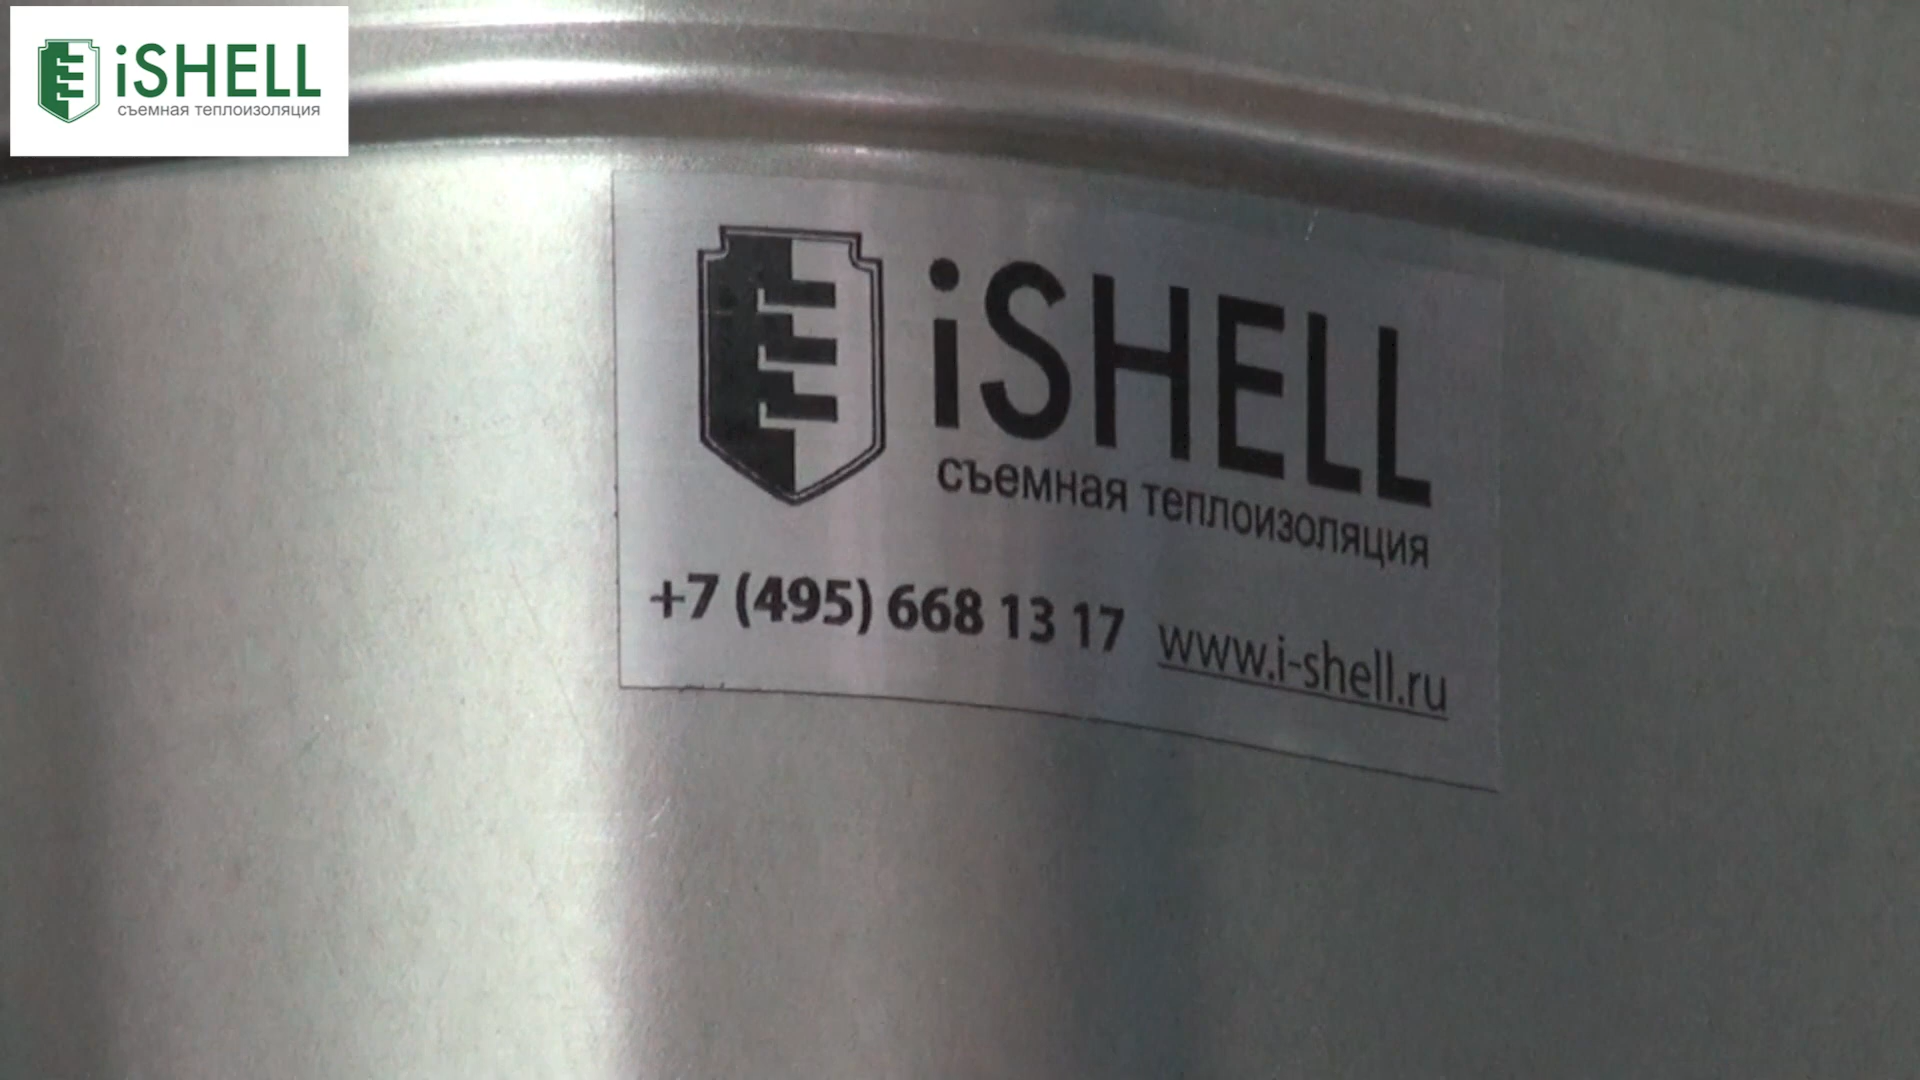 iSHELL
съемная теплоизоляция
iSHELL
съемная теплоизоляция
+7 (495) 668 13 17 www.i-shell.ru